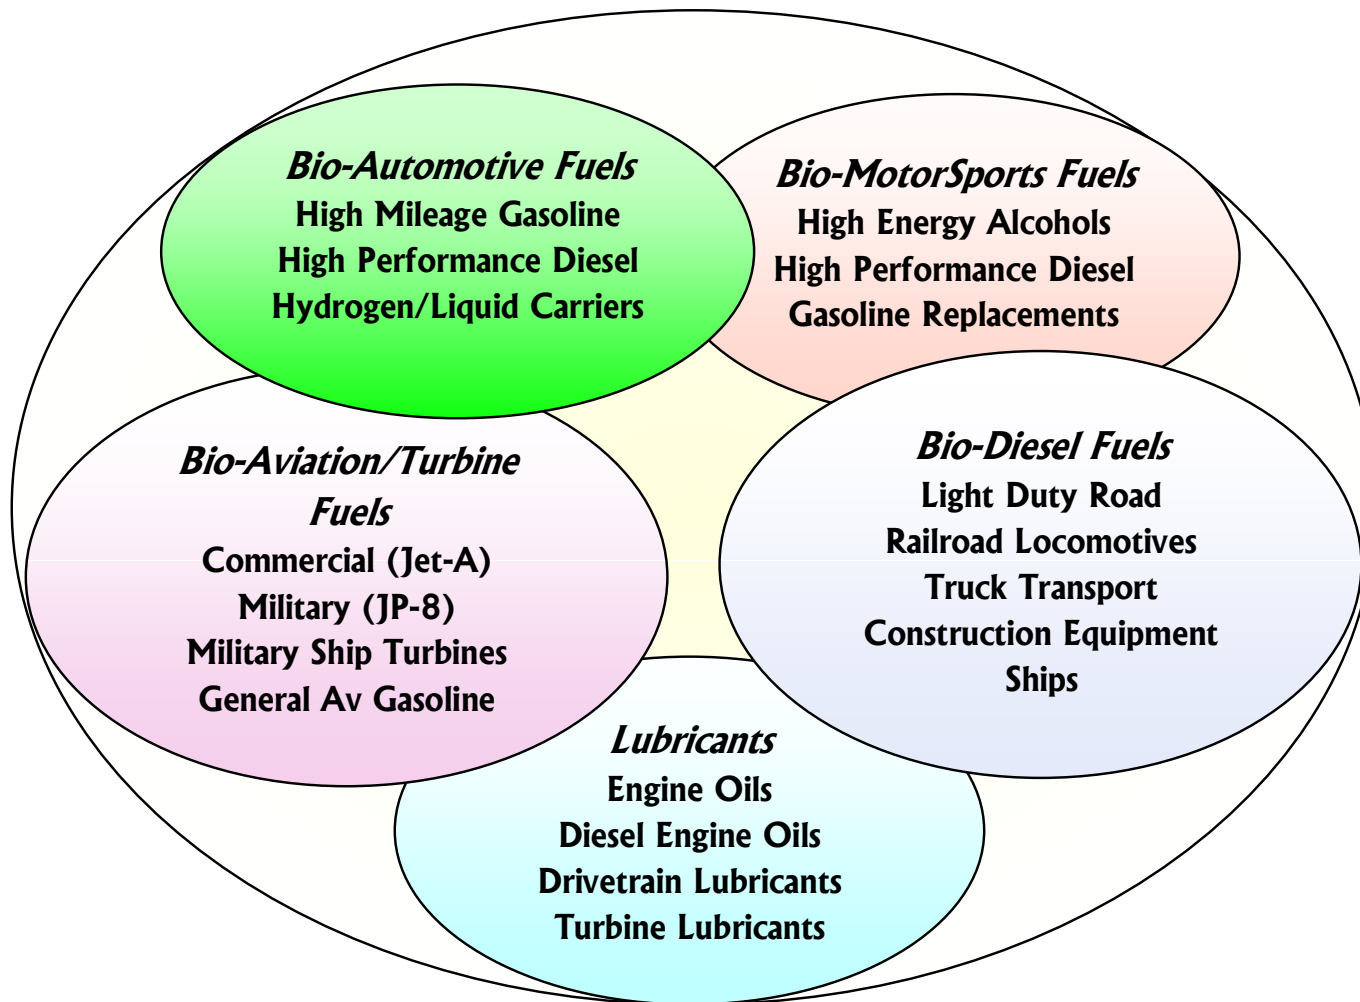 Bio-Automotive Fuels
High Mileage Gasoline
High Performance Diesel
Hydrogen/Liquid Carriers
Bio-MotorSports Fuels
High Energy Alcohols
High Performance Diesel
Gasoline Replacements
Bio-Aviation/Turbine
Fuels
Commercial (Jet-A)
Military (JP-8)
Military Ship Turbines
General Av Gasoline
Bio-Diesel Fuels
Light Duty Road
Railroad Locomotives
Truck Transport
Construction Equipment
Ships
Lubricants
Engine Oils
Diesel Engine Oils
Drivetrain Lubricants
Turbine Lubricants